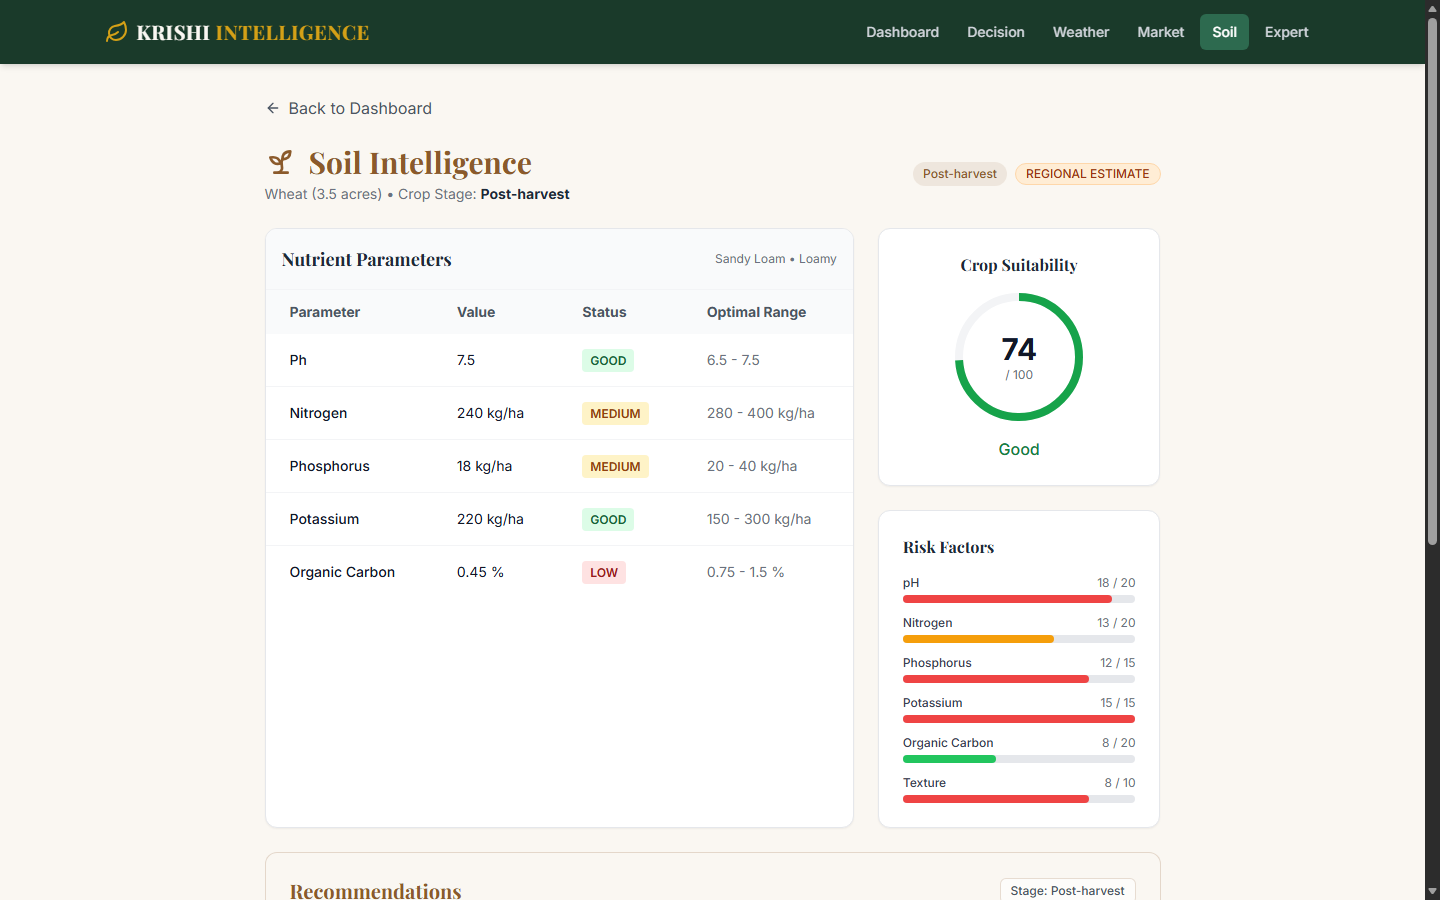 KRISHI INTELLIGENCE
Dashboard Decision Weather Market Soil Expert
Back to Dashboard
Soil Intelligence
Wheat (3.5 acres) • Crop Stage: Post-harvest
Post-harvest REGIONAL ESTIMATE
Nutrient Parameters Sandy Loam • Loamy
Parameter Value Status Optimal Range
Ph 7.5 GOOD 6.5 - 7.5
Nitrogen 240 kg/ha MEDIUM 280 - 400 kg/ha
Phosphorus 18 kg/ha MEDIUM 20 - 40 kg/ha
Potassium 220 kg/ha GOOD 150 - 300 kg/ha
Organic Carbon 0.45 % LOW 0.75 - 1.5 %
Crop Suitability
74
/ 100
Good
Risk Factors
pH 18 / 20
Nitrogen 13 / 20
Phosphorus 12 / 15
Potassium 15 / 15
Organic Carbon 8 / 20
Texture 8 / 10
Recommendations Stage: Post-harvest